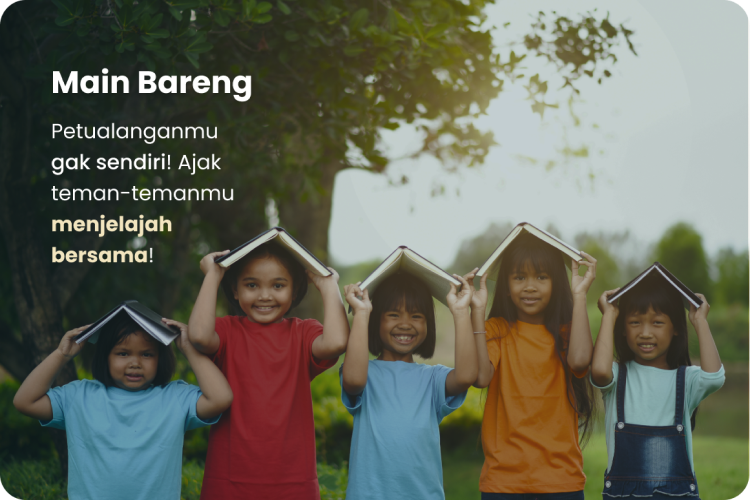 Main Bareng
Petualanganmu
gak sendiri! Ajak
teman-temanmu
menjelajah
bersama!